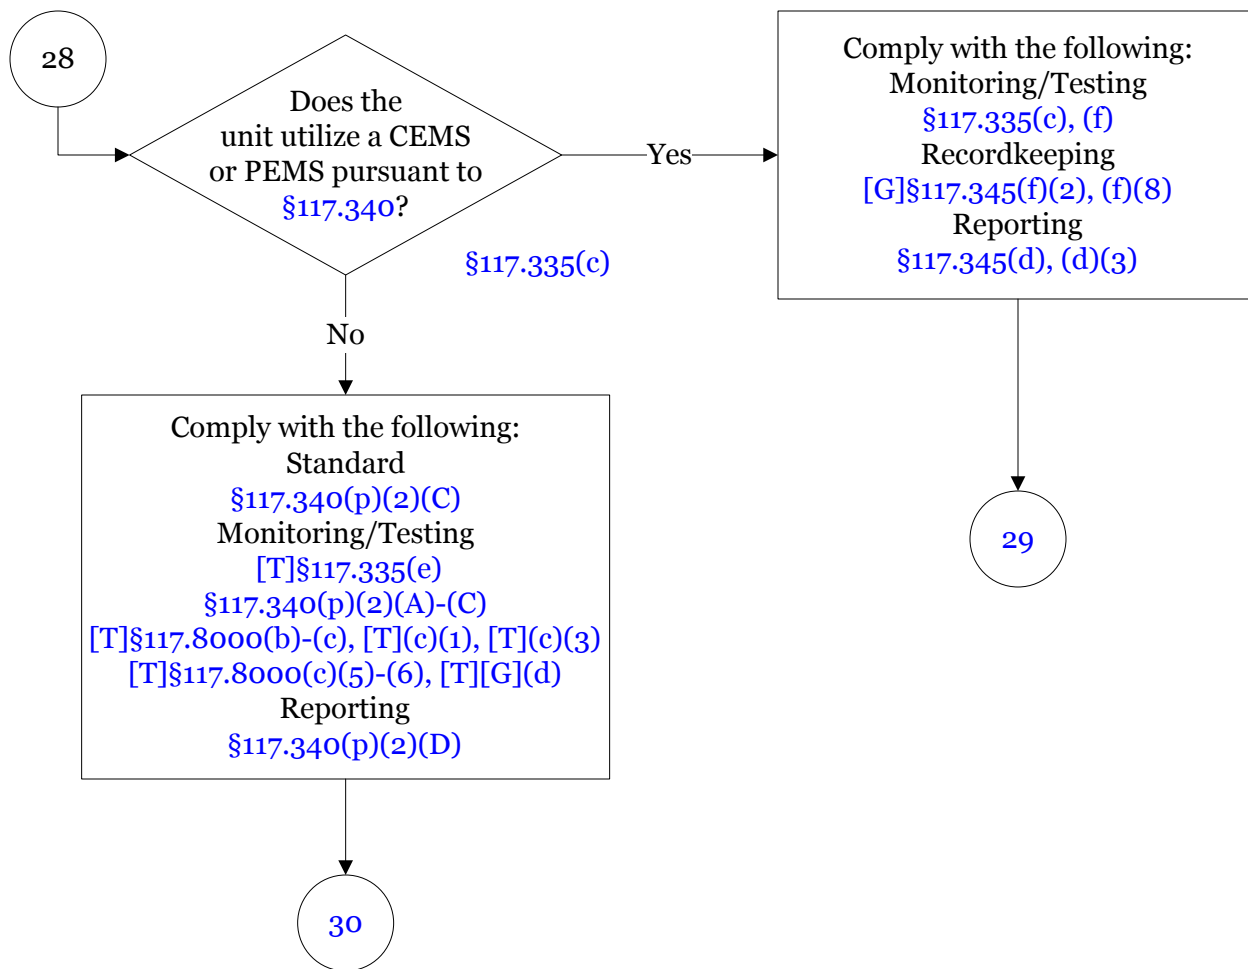 28
Does the
unit utilize a CEMS
or PEMS pursuant to
§117.340?
§117.335(c)
Yes
Comply with the following:
Monitoring/Testing
§117.335(c), (f)
Recordkeeping
[G]§117.345(f)(2), (f)(8)
Reporting
§117.345(d), (d)(3)
29
No
Comply with the following:
Standard
§117.340(p)(2)(C)
Monitoring/Testing
[T]§117.335(e)
§117.340(p)(2)(A)-(C)
[T]§117.8000(b)-(c), [T](c)(1), [T](c)(3)
[T]§117.8000(c)(5)-(6), [T][G](d)
Reporting
§117.340(p)(2)(D)
30